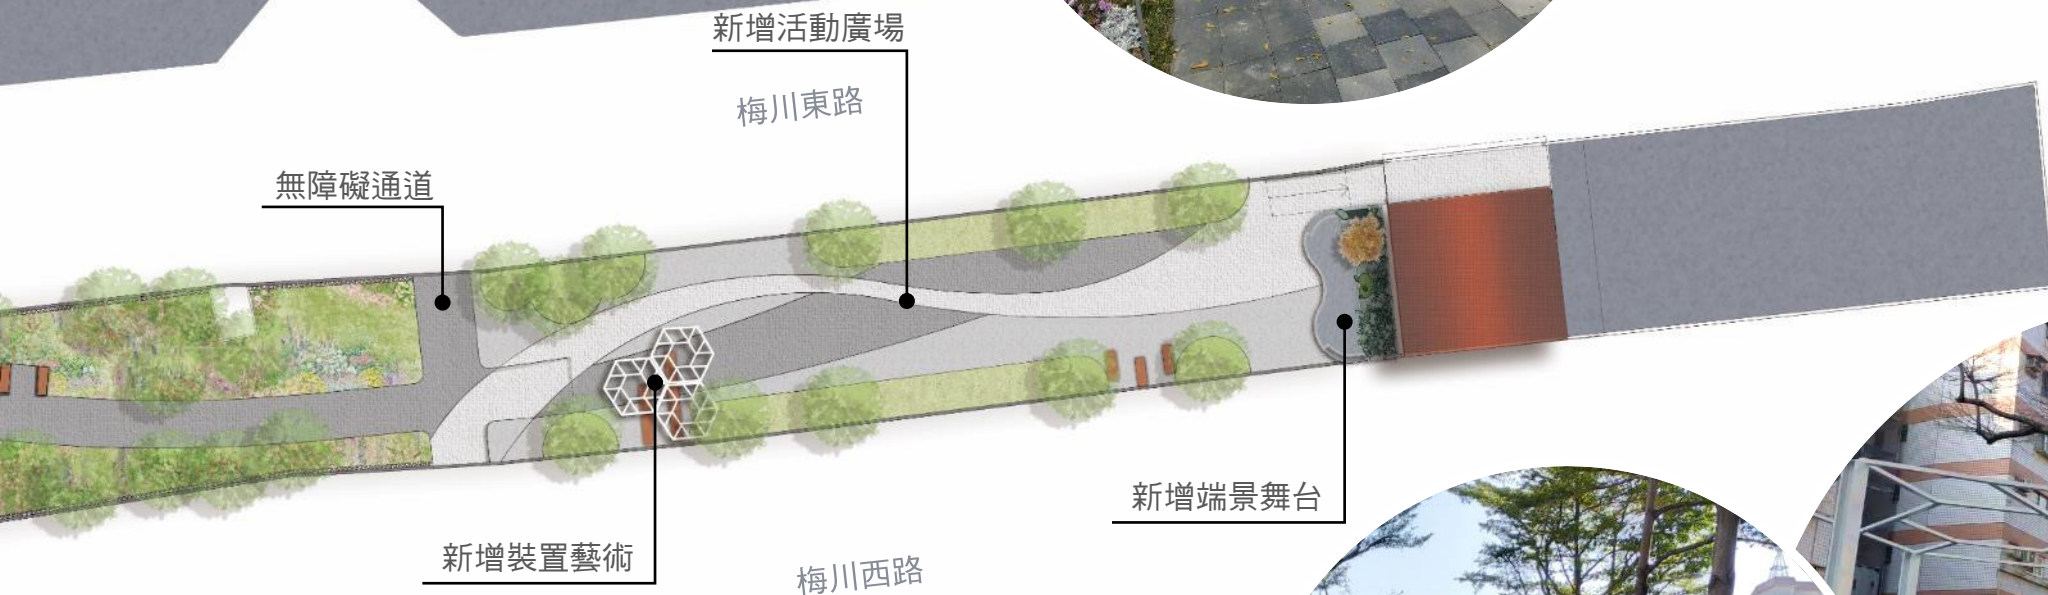 新增活動廣場
梅川東路
無障礙通道
新增端景舞台
新增裝置藝術
梅川西路